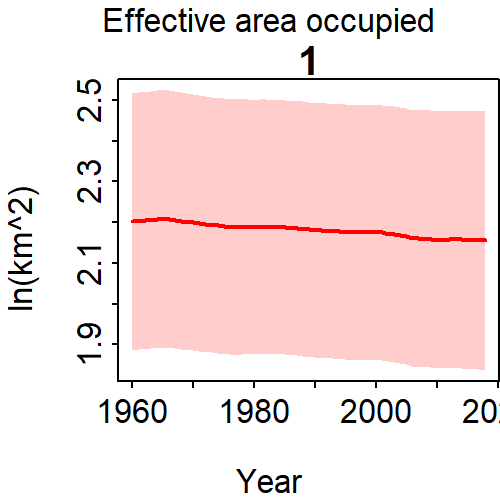 Effective area occupied
1
ln(km^2)
2.5
2.3
2.1
1.9
1960 1980 2000 202
Year